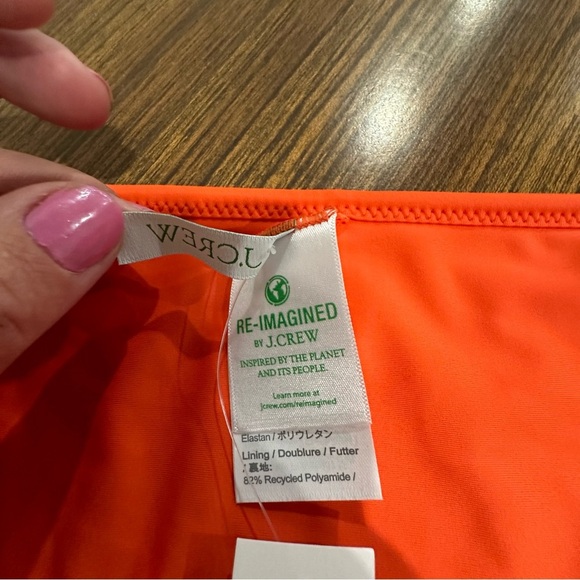 J.CREW
RE-IMAGINED
BY J.CREW
INSPIRED BY THE PLANET
AND ITS PEOPLE.
Learn more at
jcrew.com/reimagined
Elastan / ポリウレタン
Lining / Doublure / Futter
/ 裏地:
82% Recycled Polyamide /